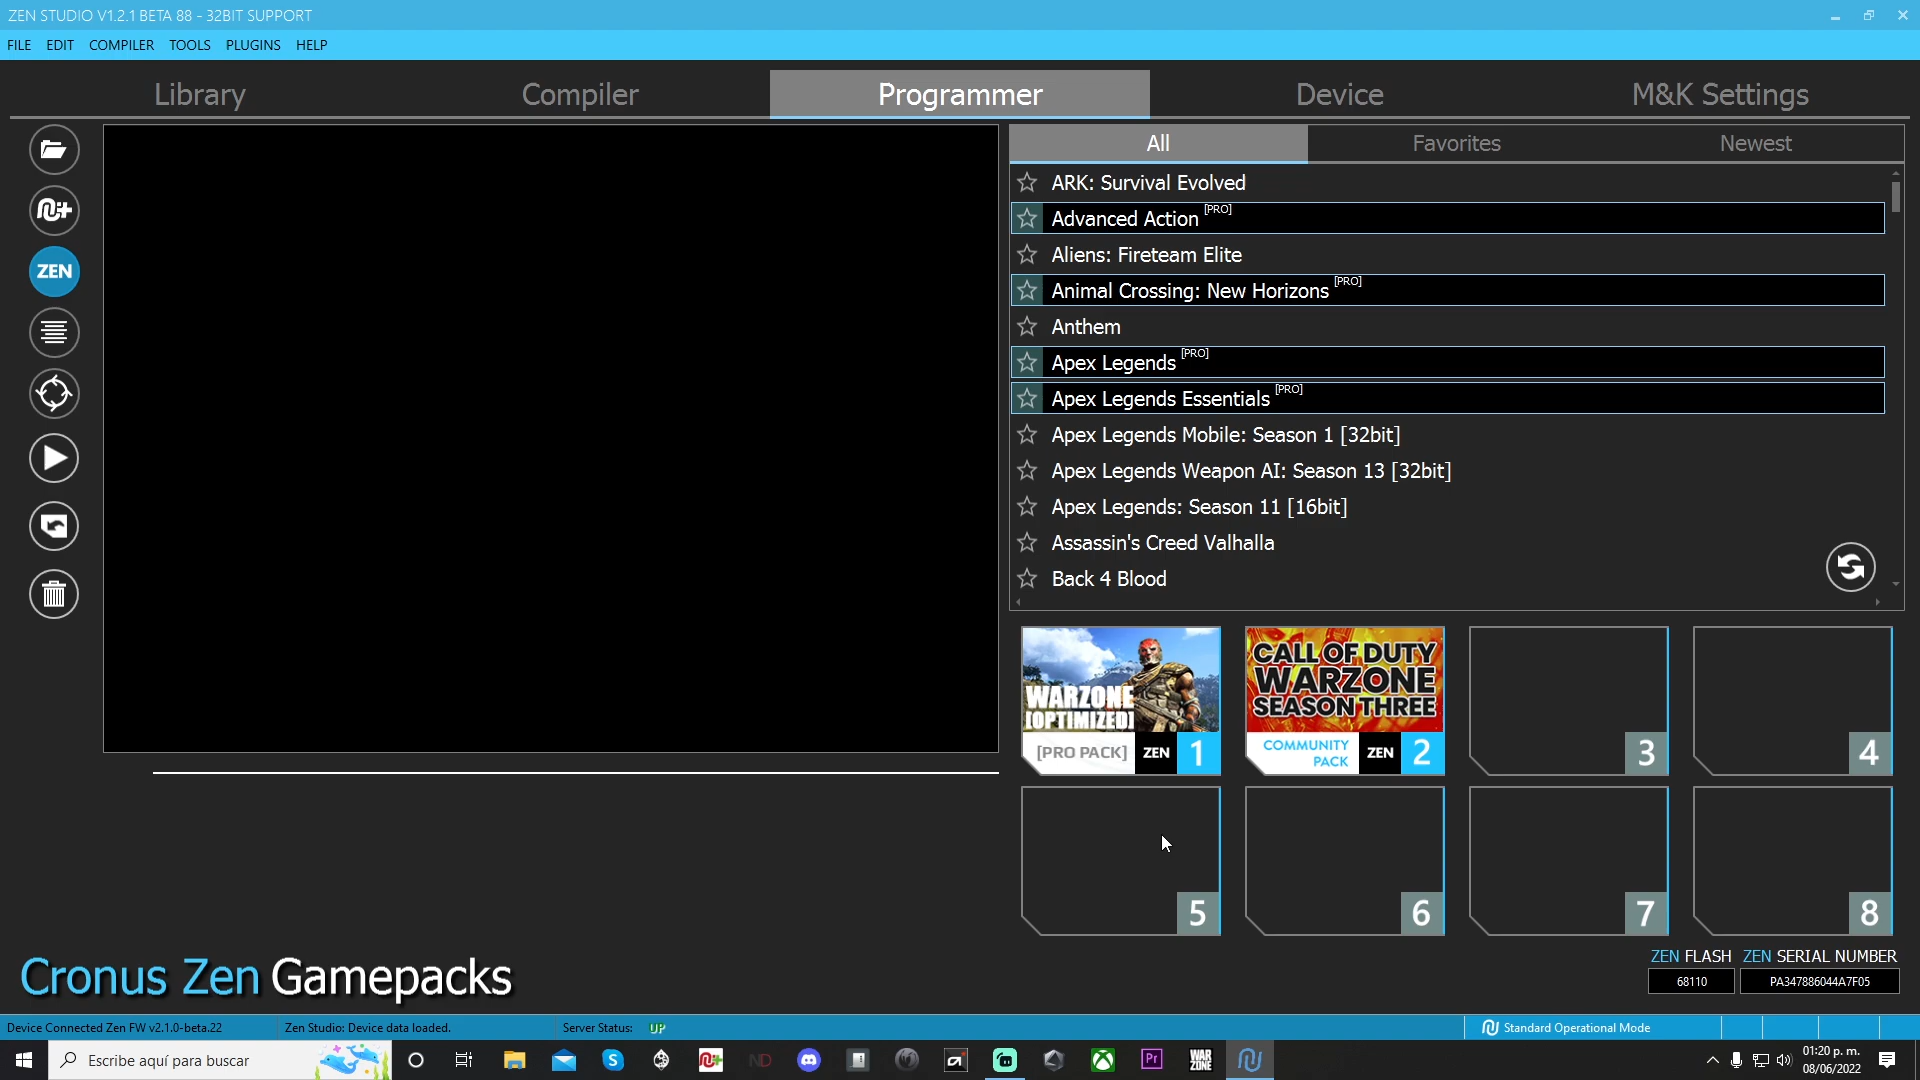 ZEN STUDIO V1.2.1 BETA 88 - 32BIT SUPPORT
FILE EDIT COMPILER TOOLS PLUGINS HELP
Library Compiler Programmer Device M&K Settings
All Favorites Newest
ZEN
ARK: Survival Evolved
Advanced Action [PRO]
Aliens: Fireteam Elite
Animal Crossing: New Horizons [PRO]
Anthem
Apex Legends [PRO]
Apex Legends Essentials [PRO]
Apex Legends Mobile: Season 1 [32bit]
Apex Legends Weapon AI: Season 13 [32bit]
Apex Legends: Season 11 [16bit]
Assassin's Creed Valhalla
Back 4 Blood
WARZONE
[OPTIMIZED]
[PRO PACK] ZEN 1
CALL OF DUTY
WARZONE
SEASON THREE
COMMUNITY
PACK
ZEN 2
3
4
5
6
7
8
Cronus Zen Gamepacks
ZEN FLASH ZEN SERIAL NUMBER
68110 PA347886044A7F05
Device Connected Zen FW v2.1.0-beta.22 Zen Studio: Device data loaded. Server Status: UP Standard Operational Mode
Escribe aquí para buscar
ND
Pr
WAR
ZONE
01:20 p. m.
08/06/2022